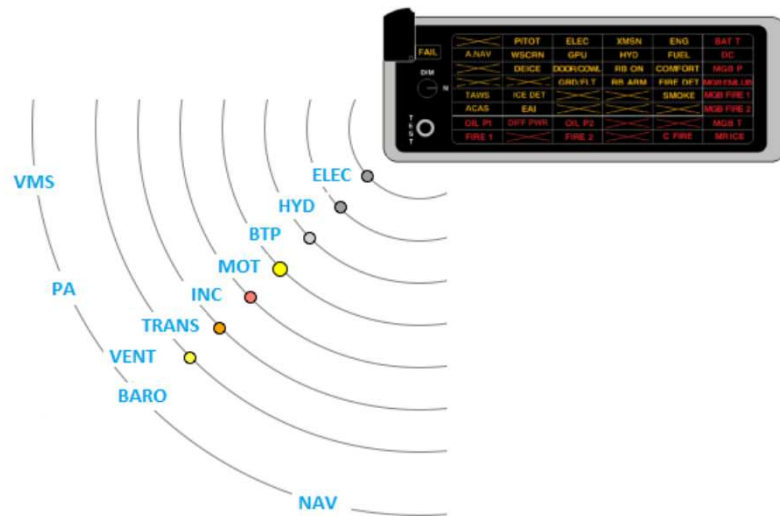 PITOT ELEC XMSN ENG BAT T
FAIL A.NAV WSCRN GPU HYD FUEL DC
DEICE DOOR/COWL RB ON COMFORT MGB P
DIM GRD/FLT RB ARM FIRE DET MGB EMLUB
N
TAWS ICE DET SMOKE MGB FIRE 1
ACAS EAI MGB FIRE 2
TEST
OIL P1 DIFF PWR OIL P2 MGB T
FIRE 1 FIRE 2 C FIRE MR ICE
ELEC
VMS
HYD
BTP
MOT
PA
INC
TRANS
VENT
BARO
NAV